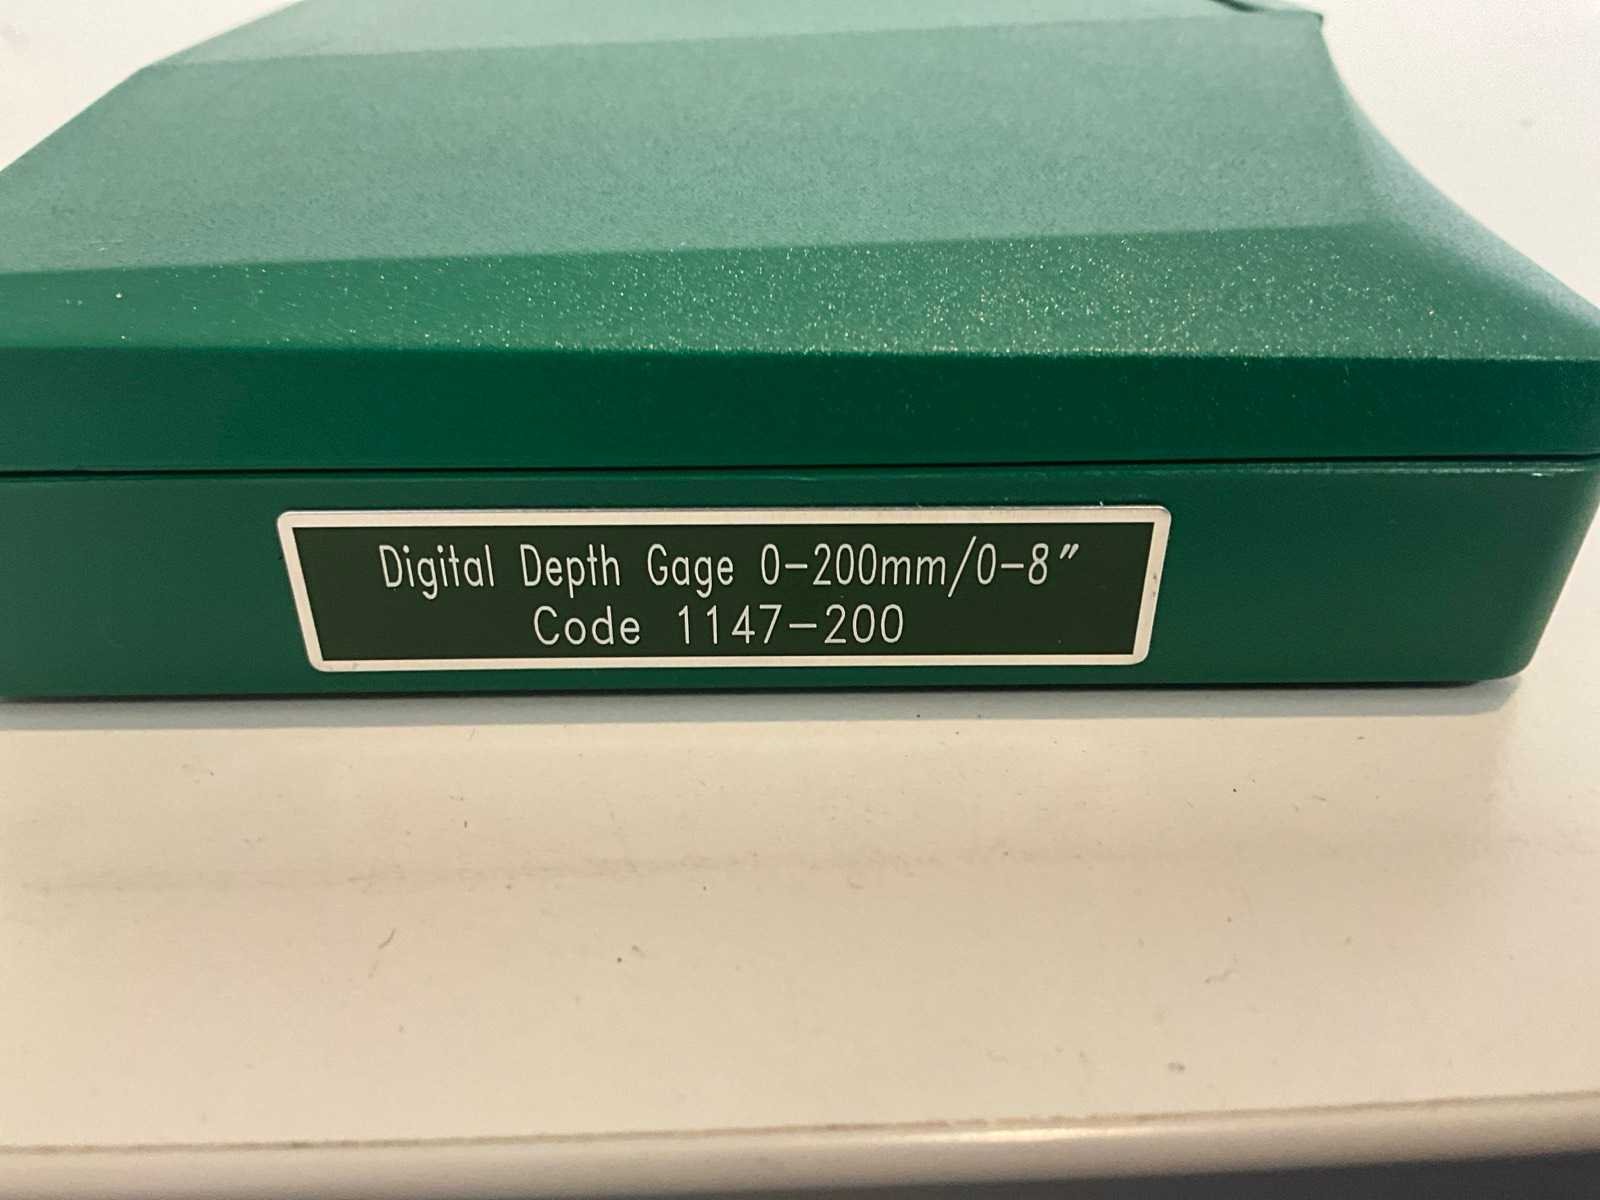 Digital Depth Gage 0-200mm/0-8"
Code 1147-200